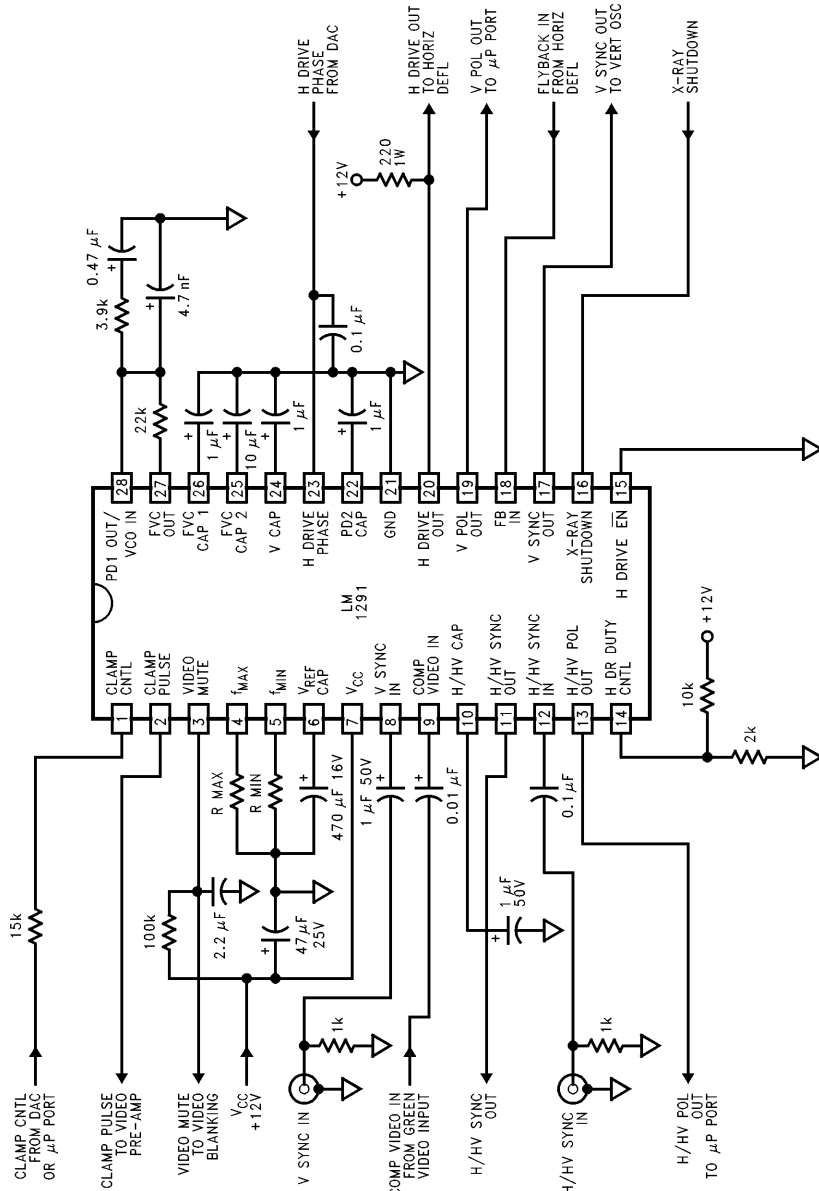 CLAMP CNTL
FROM DAC
OR μP PORT
15k
CLAMP PULSE
TO VIDEO
PRE-AMP
VIDEO MUTE
TO VIDEO
BLANKING
100k
2.2 μF
VCC
+12V
47 μF
25V
R MAX
R MIN
470 μF 16V
V SYNC IN
1k
1 μF 50V
COMP VIDEO IN
FROM GREEN
VIDEO INPUT
0.01 μF
H/HV SYNC
OUT
1 μF
50V
H/HV SYNC
IN
1k
0.1 μF
H/HV POL
OUT
TO μP PORT
10k
+12V
2k
1
CLAMP
CNTL
2
CLAMP
PULSE
3
VIDEO
MUTE
4
fMAX
5
fMIN
6
VREF
CAP
7
VCC
8
V SYNC
IN
9
COMP
VIDEO IN
10
H/HV CAP
11
H/HV SYNC
OUT
12
H/HV SYNC
IN
13
H/HV POL
OUT
14
H DR DUTY
CNTL
LM
1291
PD1 OUT/
VCO IN
28
FVC
OUT
27
FVC
CAP 1
26
FVC
CAP 2
25
V CAP
24
H DRIVE
PHASE
23
PD2
CAP
22
GND
21
H DRIVE
OUT
20
V POL
OUT
19
FB
IN
18
V SYNC
OUT
17
X-RAY
SHUTDOWN
16
H DRIVE E̅N̅
15
3.9k
0.47 μF
22k
4.7 nF
1 μF
10 μF
1 μF
0.1 μF
1 μF
+12V
220
1W
H DRIVE
PHASE
FROM DAC
H DRIVE OUT
TO HORIZ
DEFL
V POL OUT
TO μP PORT
FLYBACK IN
FROM HORIZ
DEFL
V SYNC OUT
TO VERT OSC
X-RAY
SHUTDOWN